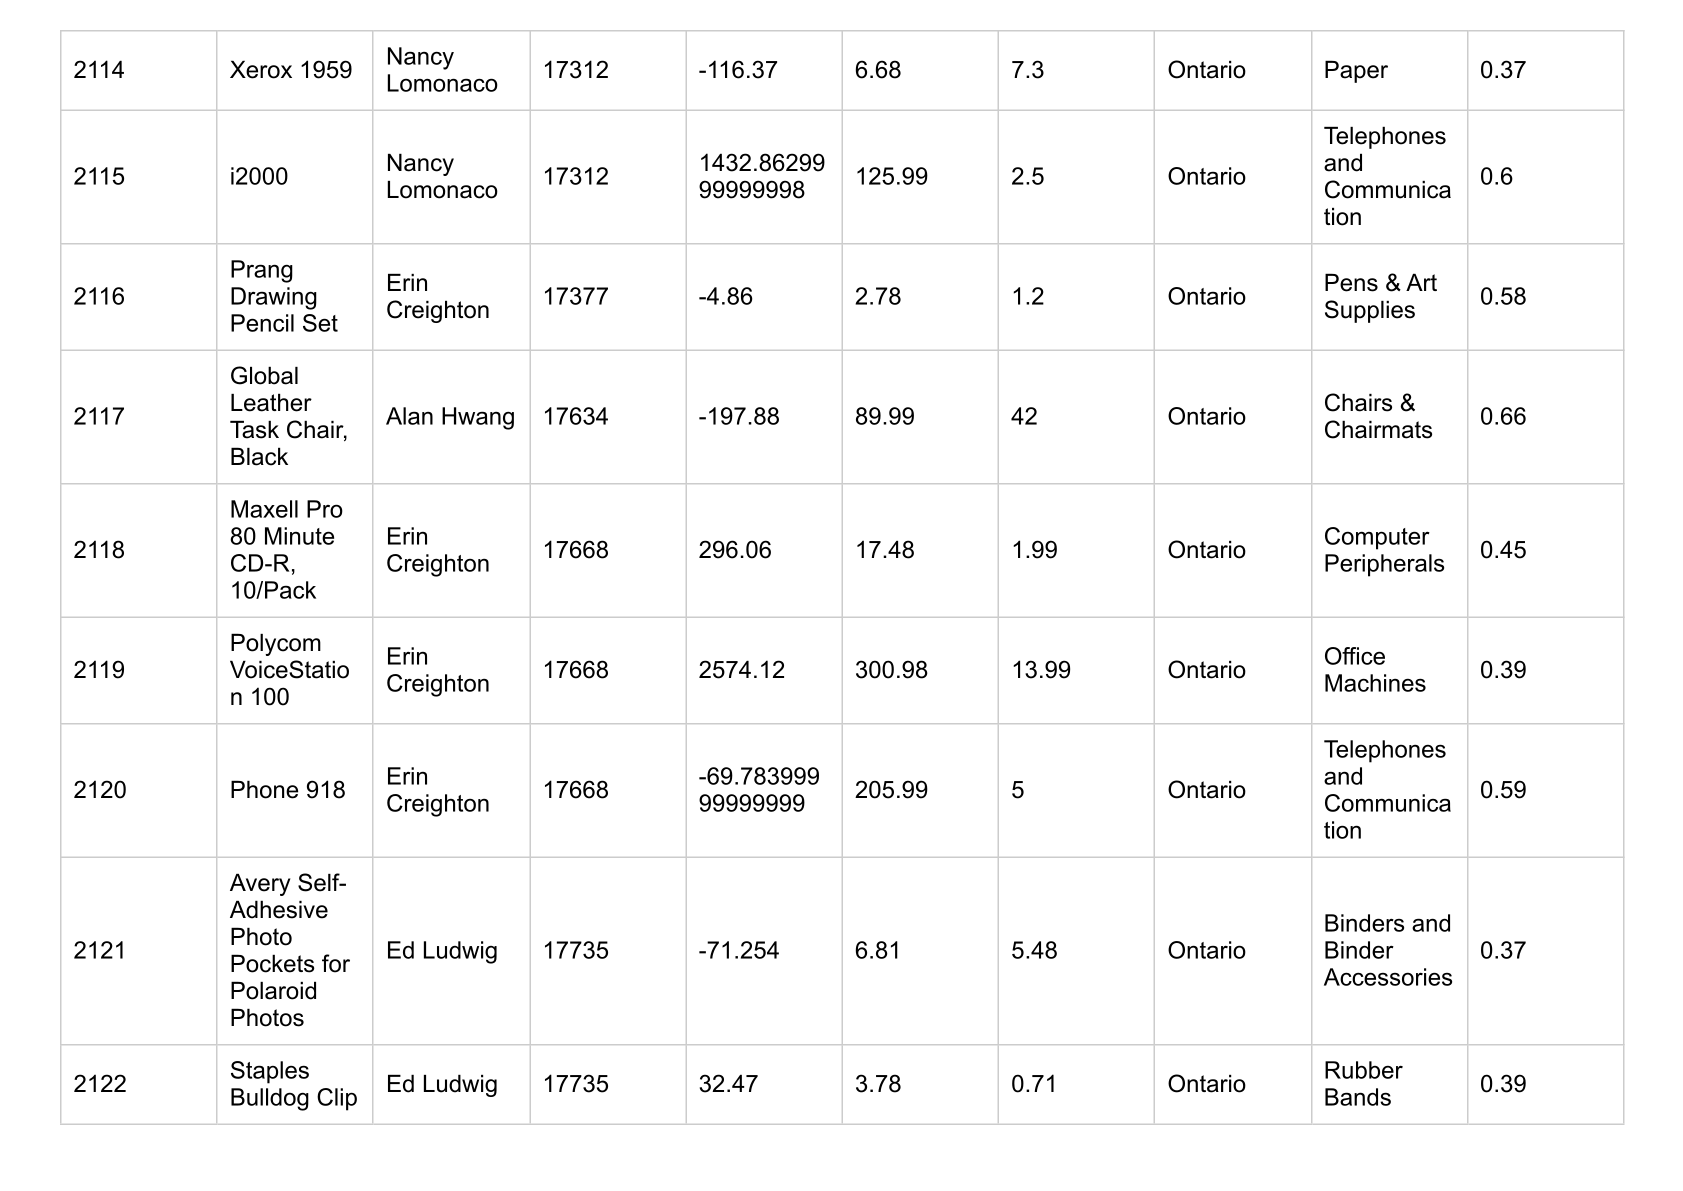 2114 Xerox 1959 Nancy Lomonaco 17312 -116.37 6.68 7.3 Ontario Paper 0.37
2115 i2000 Nancy Lomonaco 17312 1432.8629999999998 125.99 2.5 Ontario Telephones and Communication 0.6
2116 Prang Drawing Pencil Set Erin Creighton 17377 -4.86 2.78 1.2 Ontario Pens & Art Supplies 0.58
2117 Global Leather Task Chair, Black Alan Hwang 17634 -197.88 89.99 42 Ontario Chairs & Chairmats 0.66
2118 Maxell Pro 80 Minute CD-R, 10/Pack Erin Creighton 17668 296.06 17.48 1.99 Ontario Computer Peripherals 0.45
2119 Polycom VoiceStation 100 Erin Creighton 17668 2574.12 300.98 13.99 Ontario Office Machines 0.39
2120 Phone 918 Erin Creighton 17668 -69.78399999999999 205.99 5 Ontario Telephones and Communication 0.59
2121 Avery Self-Adhesive Photo Pockets for Polaroid Photos Ed Ludwig 17735 -71.254 6.81 5.48 Ontario Binders and Binder Accessories 0.37
2122 Staples Bulldog Clip Ed Ludwig 17735 32.47 3.78 0.71 Ontario Rubber Bands 0.39